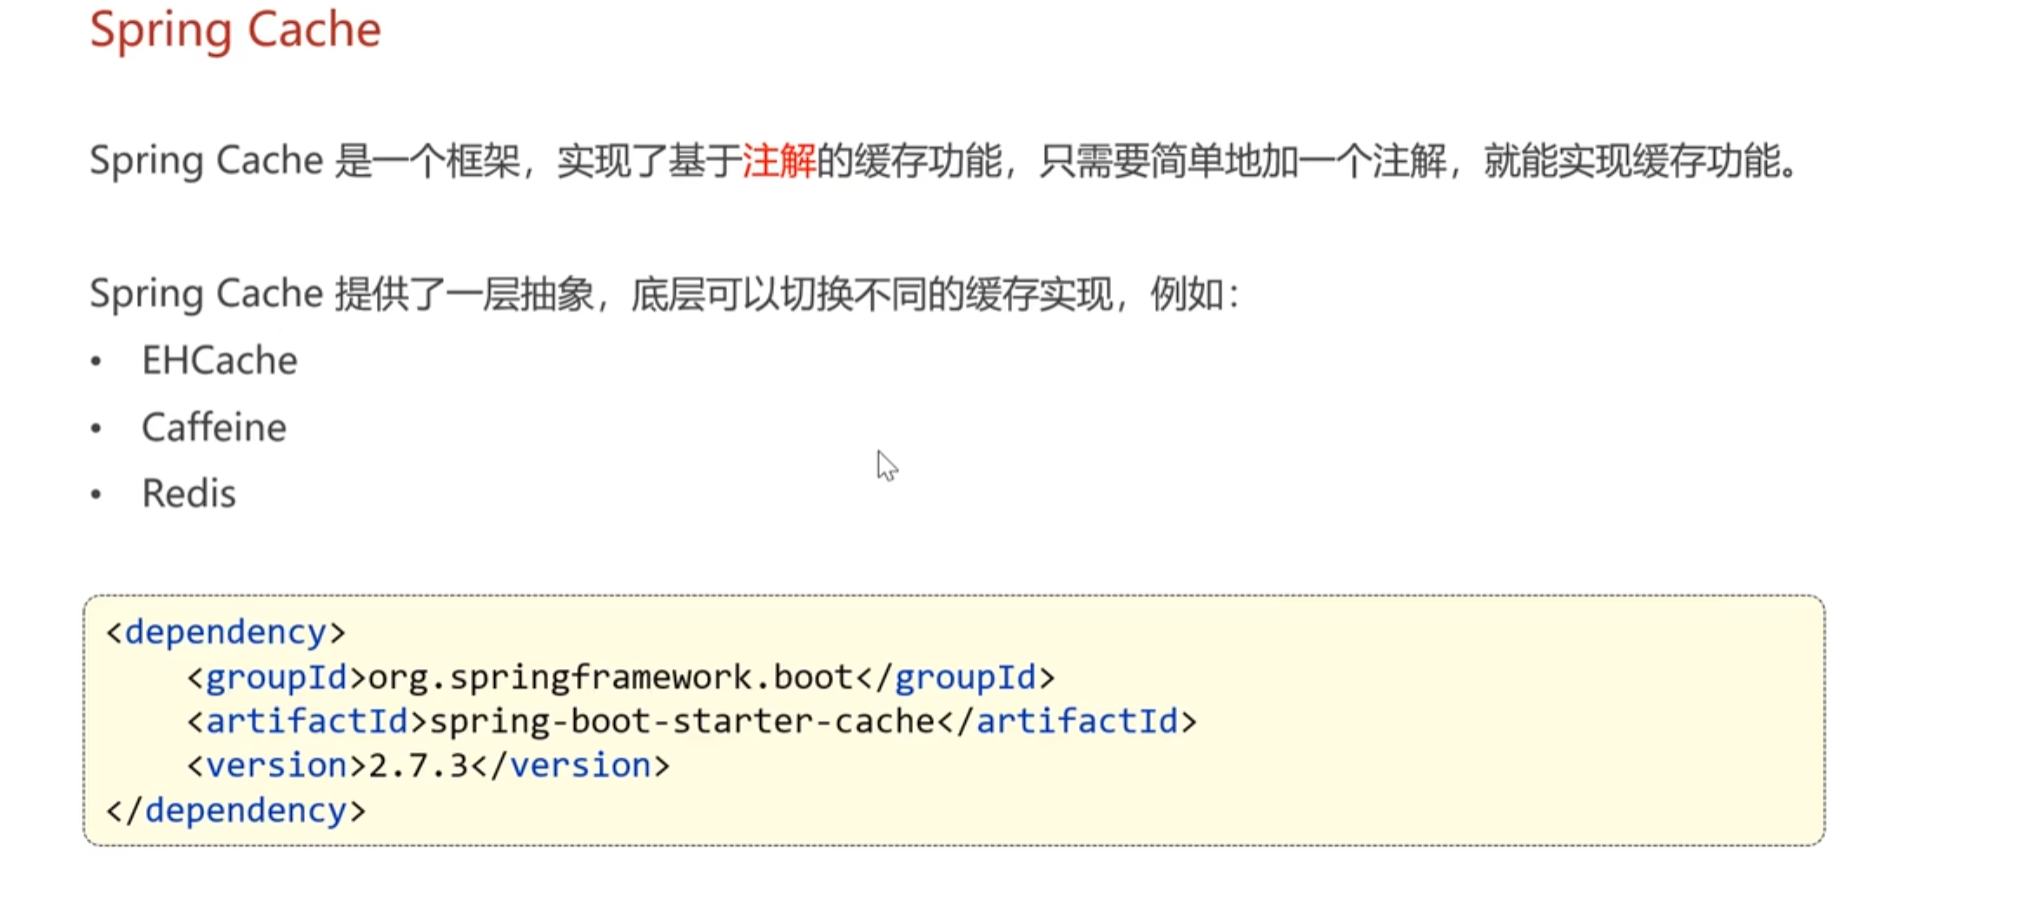 Spring Cache
Spring Cache 是一个框架，实现了基于注解的缓存功能，只需要简单地加一个注解，就能实现缓存功能。
Spring Cache 提供了一层抽象，底层可以切换不同的缓存实现，例如：
• EHCache
• Caffeine
• Redis
<dependency>
    <groupId>org.springframework.boot</groupId>
    <artifactId>spring-boot-starter-cache</artifactId>
    <version>2.7.3</version>
</dependency>